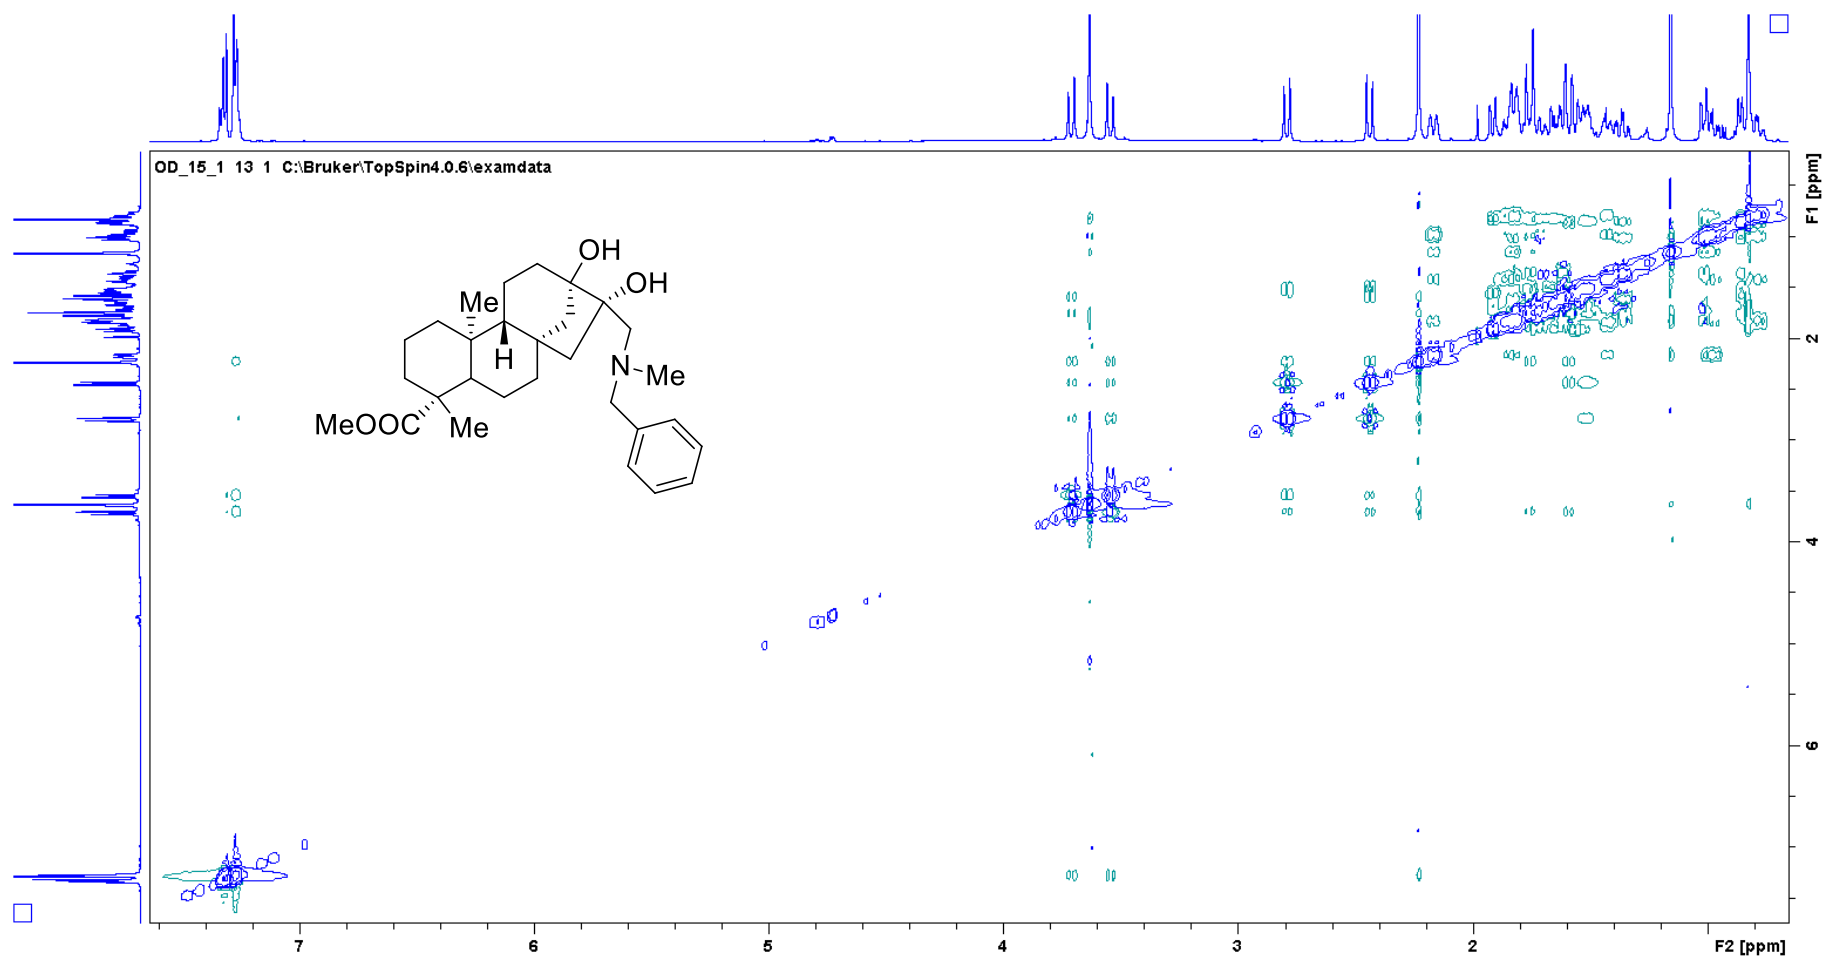 OD_15_1 13 1 C:\Bruker\TopSpin4.0.6\examdata
F1 [ppm]
OH
OH
Me
H
N
Me
MeOOC
Me
2
4
6
7
6
5
4
3
2
F2 [ppm]